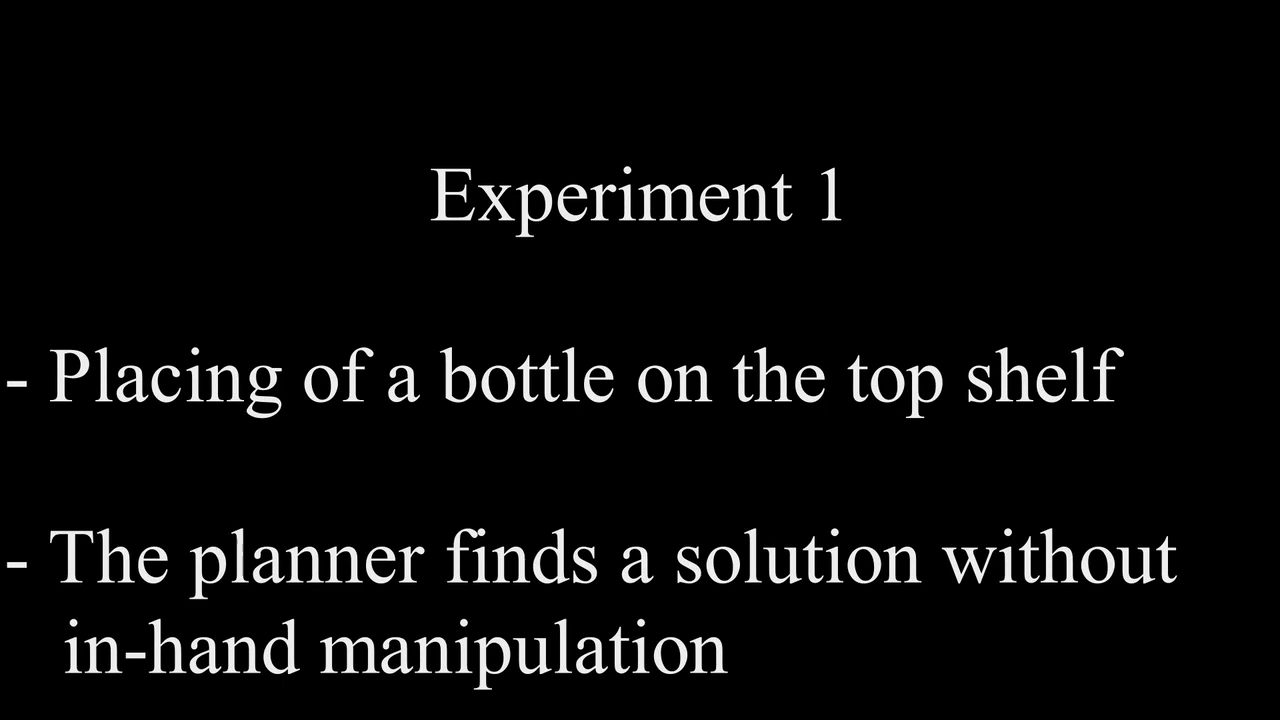 Experiment 1
- Placing of a bottle on the top shelf
- The planner finds a solution without
in-hand manipulation